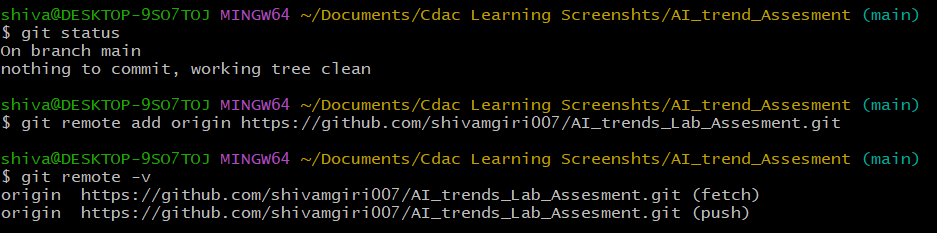 shiva@DESKTOP-9SO7TOJ MINGW64 ~/Documents/Cdac Learning Screenshts/AI_trend_Assesment (main)
$ git status
On branch main
nothing to commit, working tree clean
shiva@DESKTOP-9SO7TOJ MINGW64 ~/Documents/Cdac Learning Screenshts/AI_trend_Assesment (main)
$ git remote add origin https://github.com/shivamgiri007/AI_trends_Lab_Assesment.git
shiva@DESKTOP-9SO7TOJ MINGW64 ~/Documents/Cdac Learning Screenshts/AI_trend_Assesment (main)
$ git remote -v
origin  https://github.com/shivamgiri007/AI_trends_Lab_Assesment.git (fetch)
origin  https://github.com/shivamgiri007/AI_trends_Lab_Assesment.git (push)